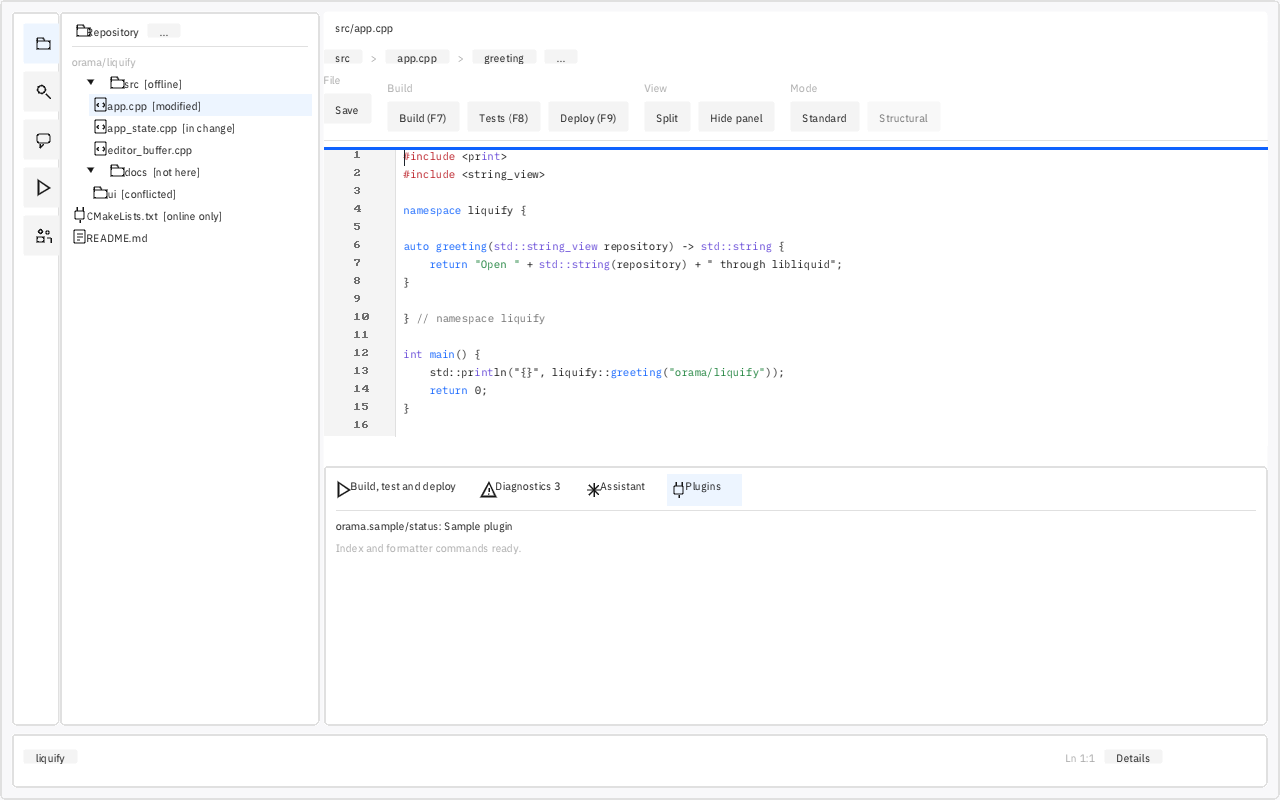 Repository ...
orama/liquify
src [offline]
app.cpp [modified]
app_state.cpp [in change]
editor_buffer.cpp
docs [not here]
ui [conflicted]
CMakeLists.txt [online only]
README.md
src/app.cpp
src > app.cpp > greeting ...
File Build View Mode
Save Build (F7) Tests (F8) Deploy (F9) Split Hide panel Standard Structural
1 #include <print>
2 #include <string_view>
3
4 namespace liquify {
5
6 auto greeting(std::string_view repository) -> std::string {
7     return "Open " + std::string(repository) + " through libliquid";
8 }
9
10 } // namespace liquify
11
12 int main() {
13     std::println("{}", liquify::greeting("orama/liquify"));
14     return 0;
15 }
16
Build, test and deploy Diagnostics 3 Assistant Plugins
orama.sample/status: Sample plugin
Index and formatter commands ready.
liquify Ln 1:1 Details